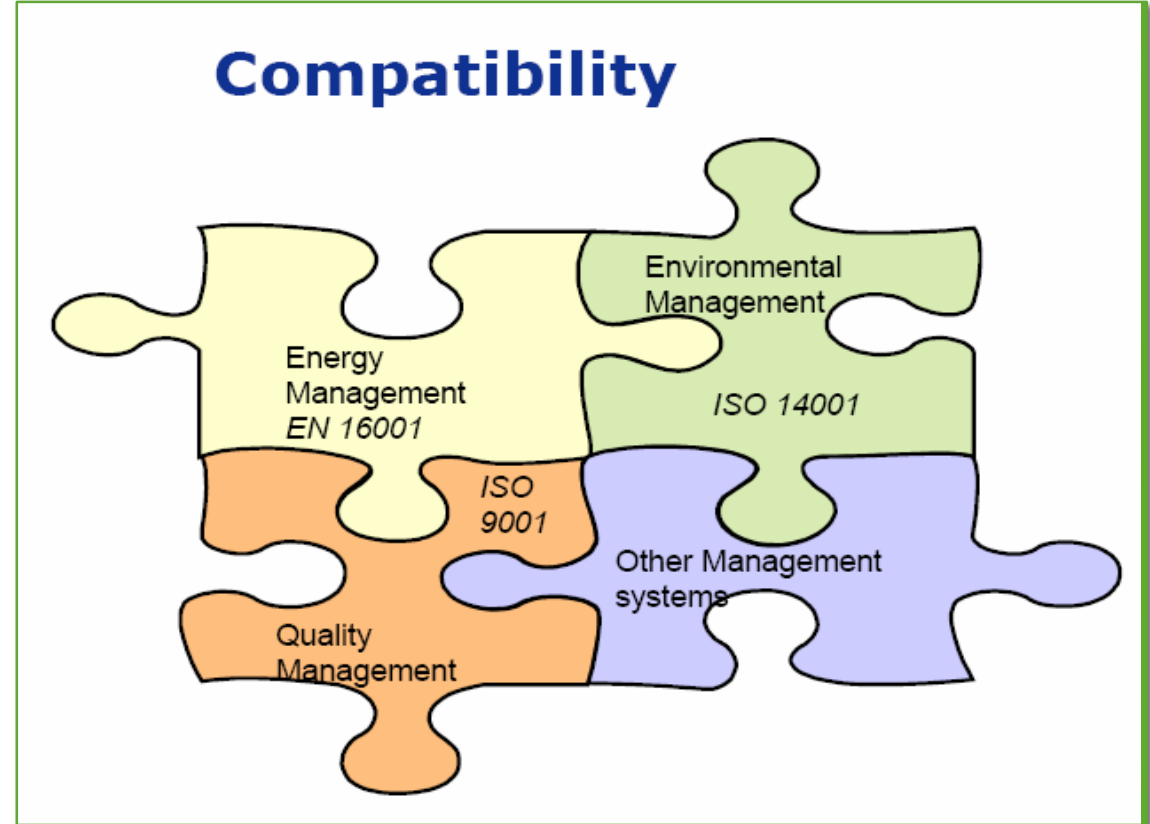 Compatibility
Energy
Management
EN 16001
Environmental
Management
ISO 14001
ISO
9001
Quality
Management
Other Management
systems